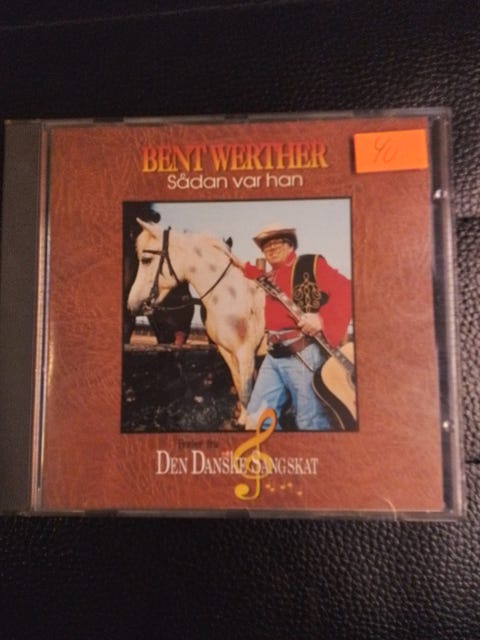 BENT WERTHER
Sådan var han
40
DEN DANSKE SANGSKAT